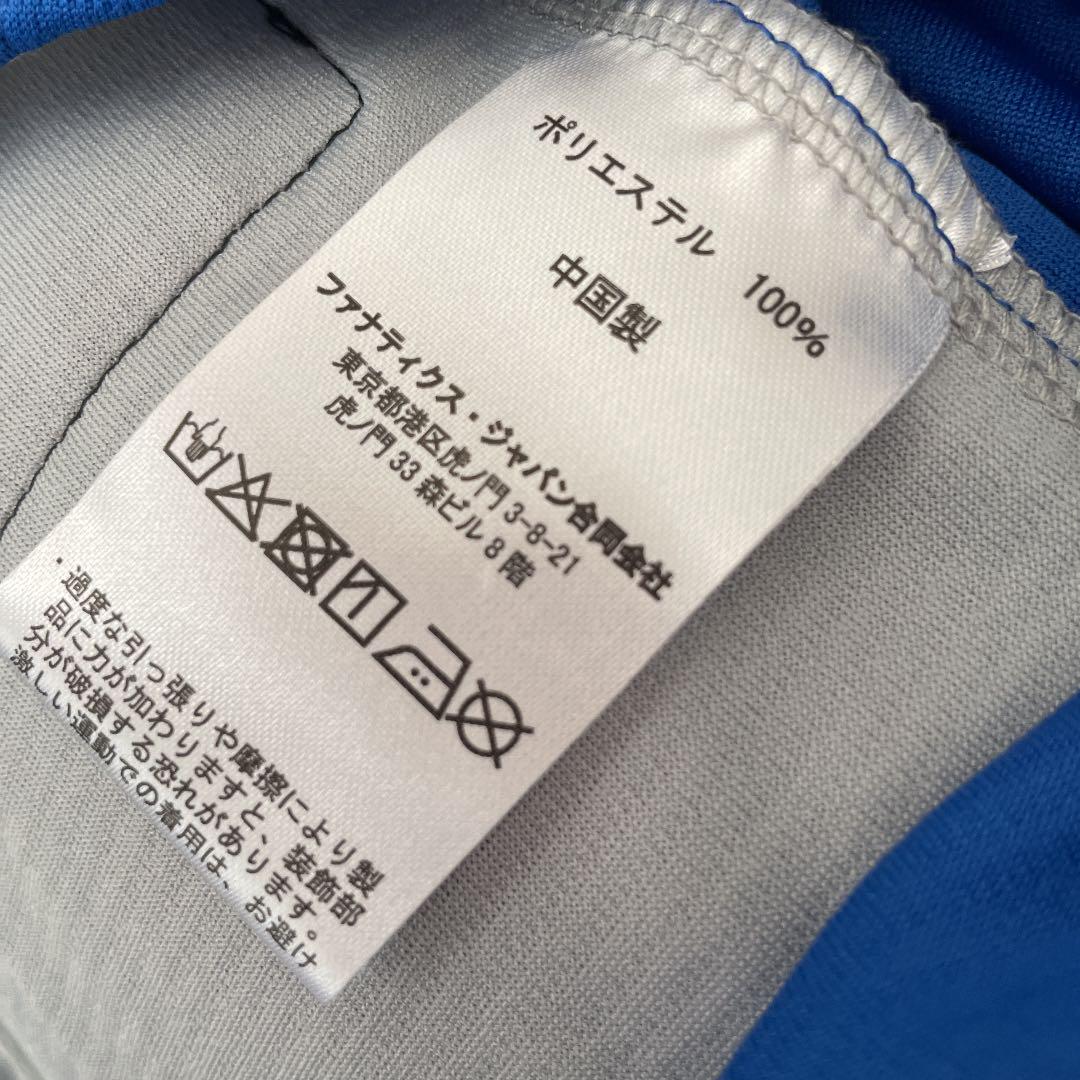 ポリエステル 100%
中国製
ファナティクス・ジャパン合同会社
東京都港区虎ノ門 3-8-21
虎ノ門 33 森ビル 8 階
・過度な引っ張りや摩擦により製
品に力が加わりますと、装飾部
分が破損する恐れがあります。
激しい運動での着用は、お避け